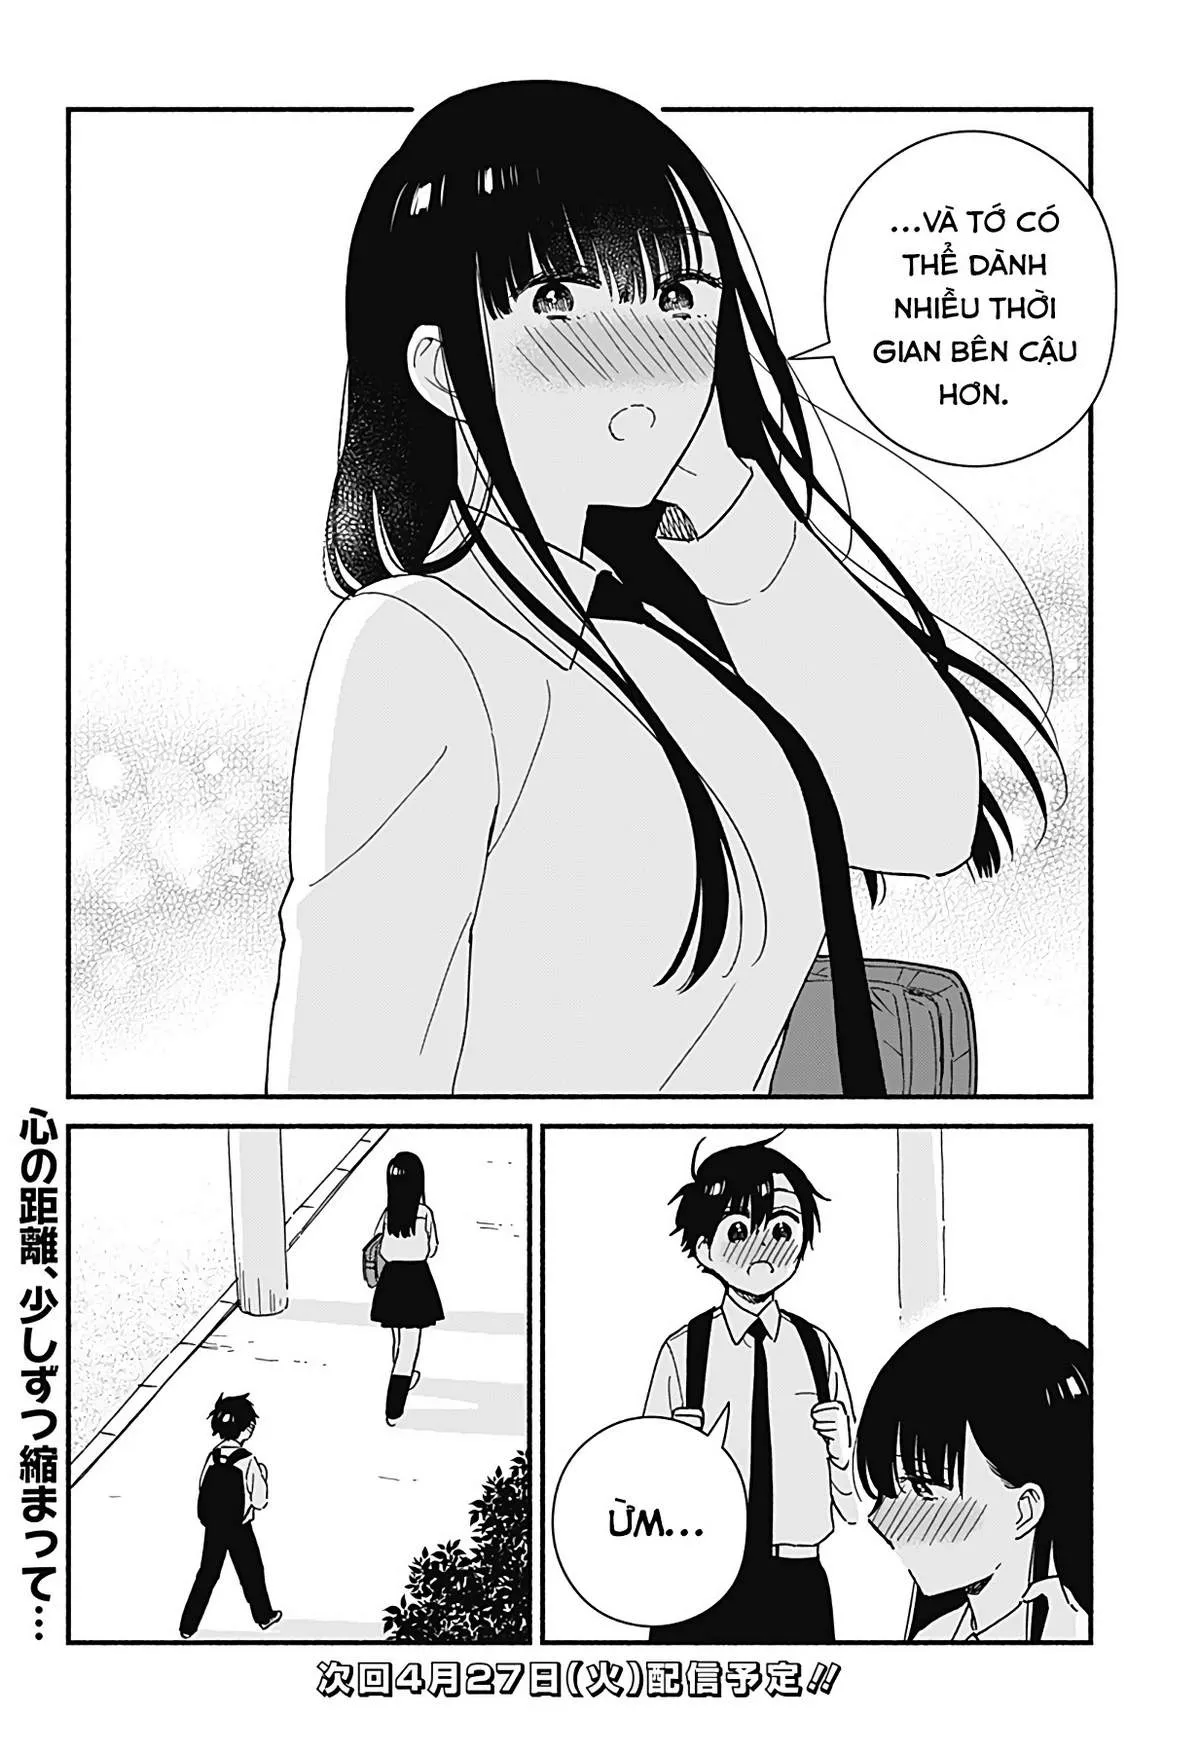 ...VÀ TỚ CÓ
THỂ DÀNH
NHIỀU THỜI
GIAN BÊN CẬU
HƠN.
ỪM...
心の距離、少しずつ縮まって…
次回4月27日(火)配信予定!!